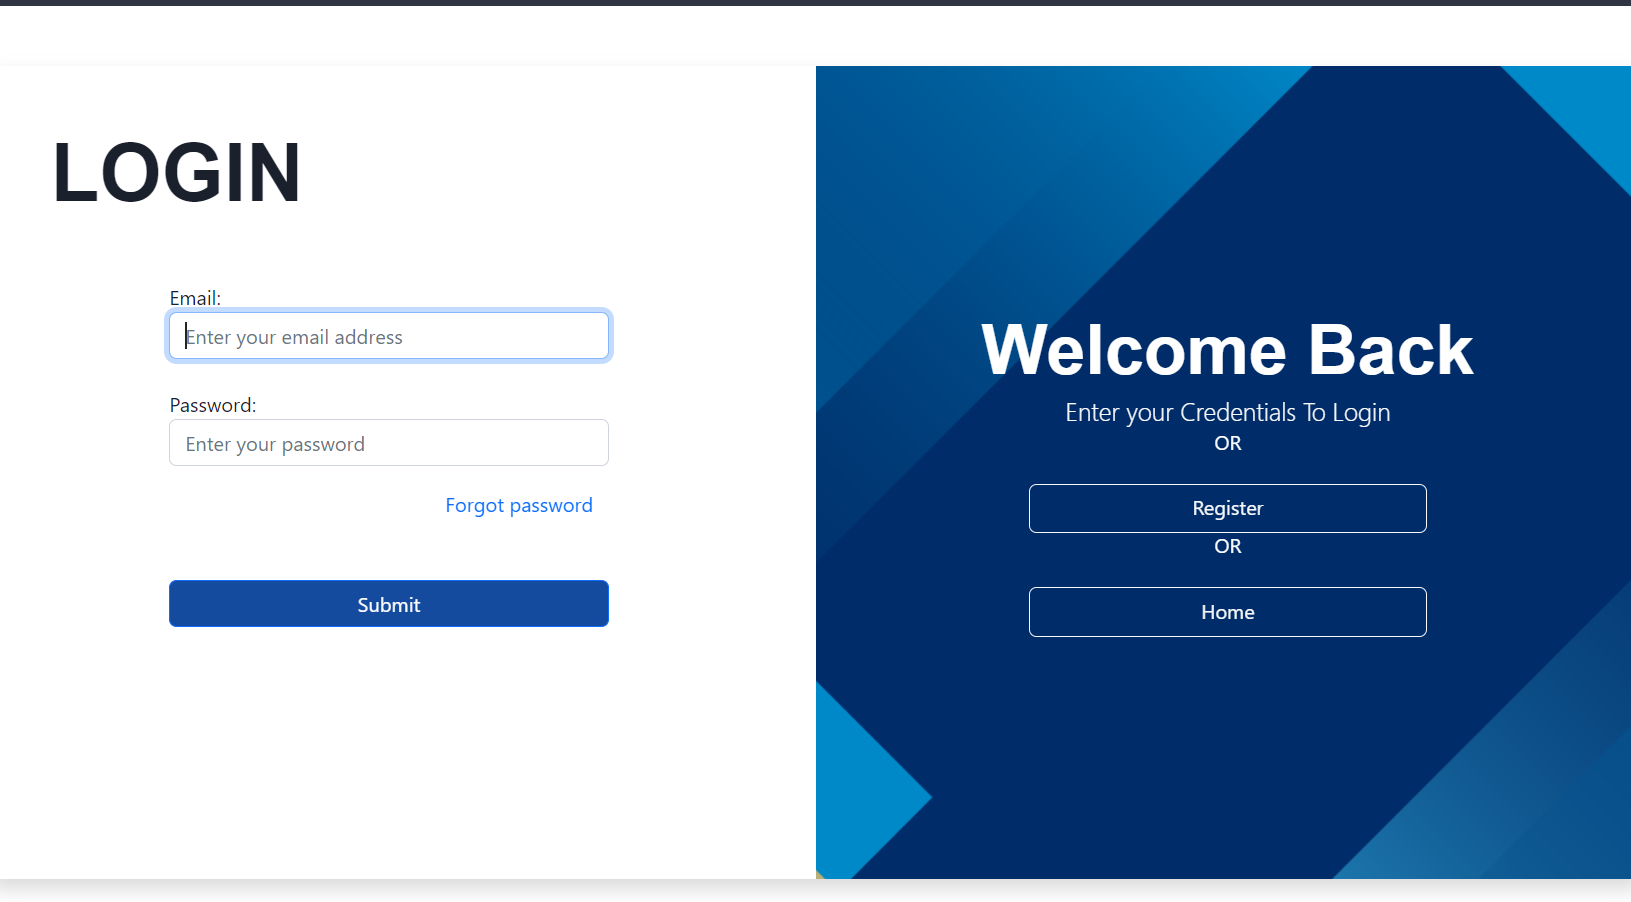 LOGIN
Email:
Enter your email address
Password:
Enter your password
Forgot password
Submit
Welcome Back
Enter your Credentials To Login
OR
Register
OR
Home